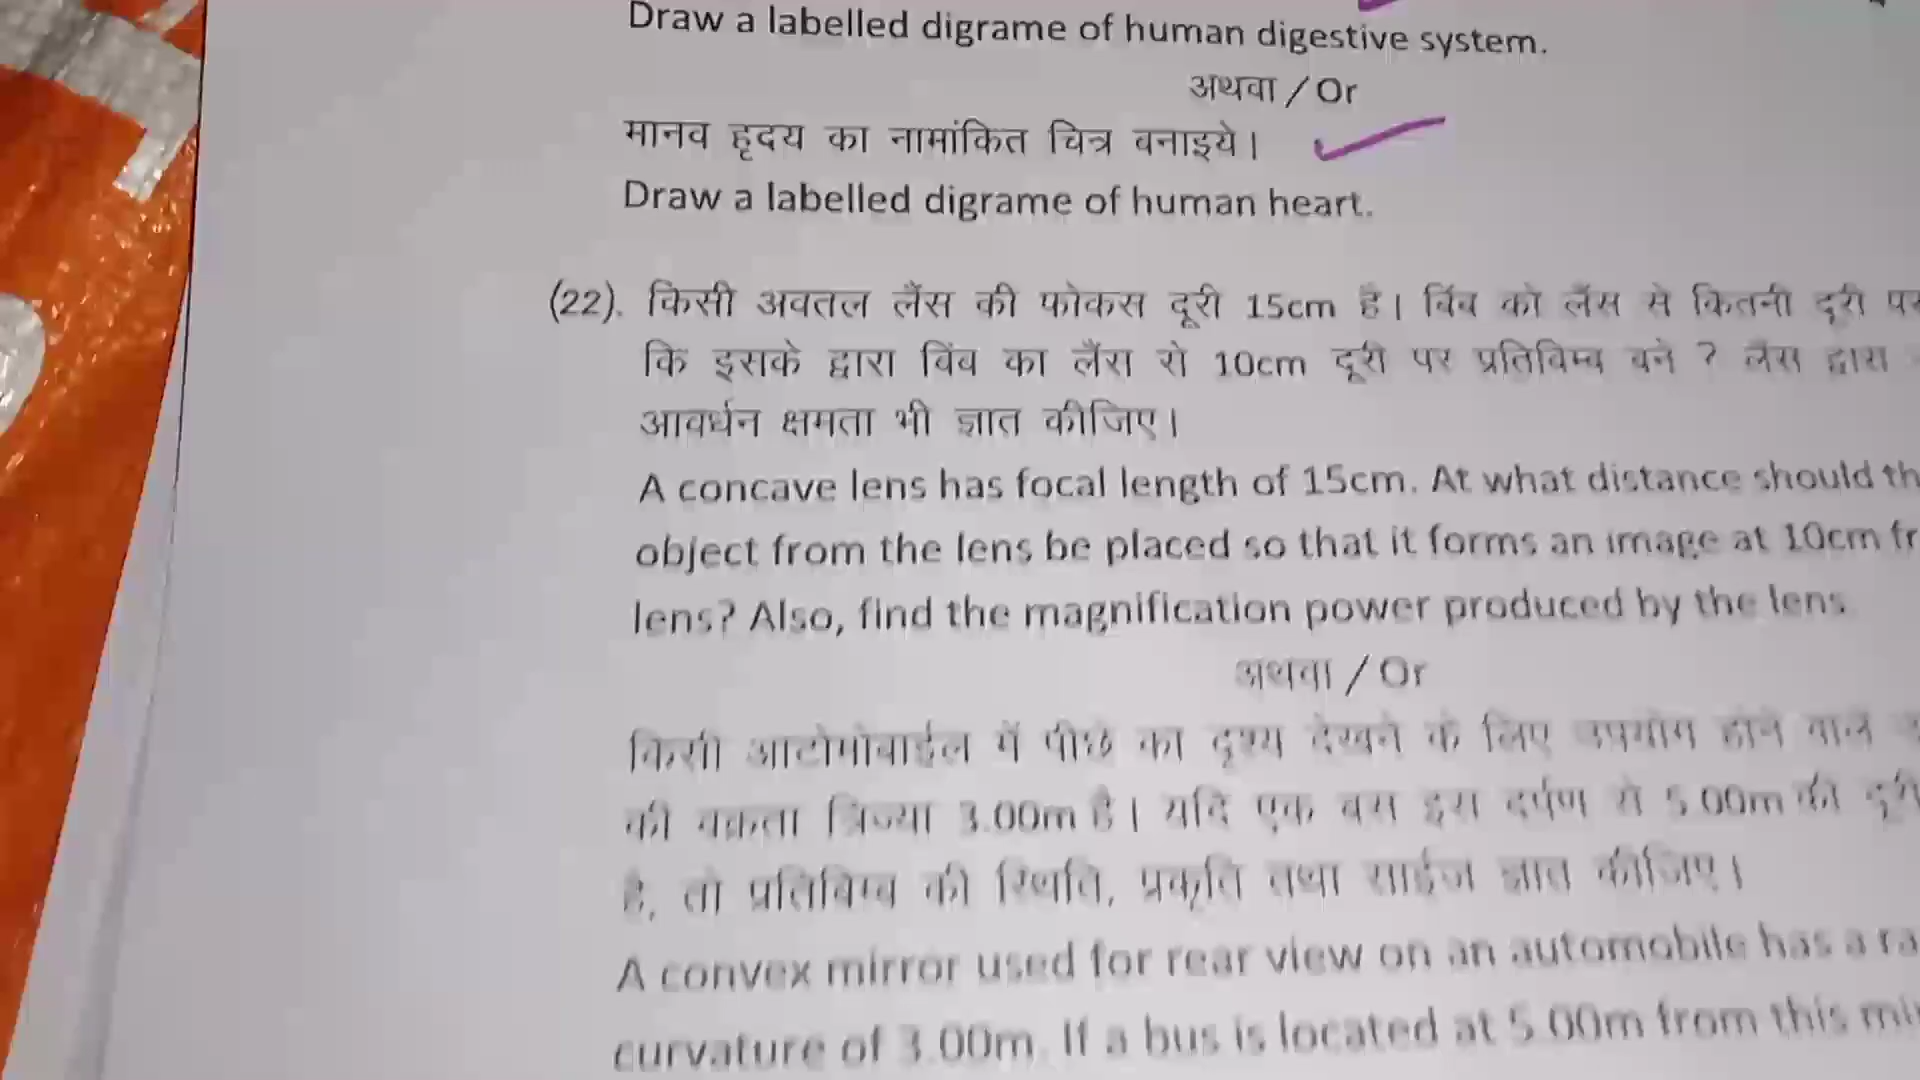 Draw a labelled digrame of human digestive system.
अथवा / Or
मानव हृदय का नामांकित चित्र बनाइये।
Draw a labelled digrame of human heart.
(22). किसी अवतल लैंस की फोकस दूरी 15cm है। बिंब को लैंस से कितनी दूरी पर
कि इसके द्वारा बिंब का लैंस से 10cm दूरी पर प्रतिबिम्ब बने ? लैंस द्वारा
आवर्धन क्षमता भी ज्ञात कीजिए।
A concave lens has focal length of 15cm. At what distance should th
object from the lens be placed so that it forms an image at 10cm fr
lens? Also, find the magnification power produced by the lens.
अथवा / Or
किसी आटोमोबाईल में पीछे का दृश्य देखने के लिए उपयोग होने वाले
की वक्रता त्रिज्या 3.00m है। यदि एक बस इस दर्पण से 5.00m की दूरी
है, तो प्रतिबिम्ब की स्थिति, प्रकृति तथा साईज ज्ञात कीजिए।
A convex mirror used for rear view on an automobile has a ra
curvature of 3.00m. If a bus is located at 5.00m from this mir